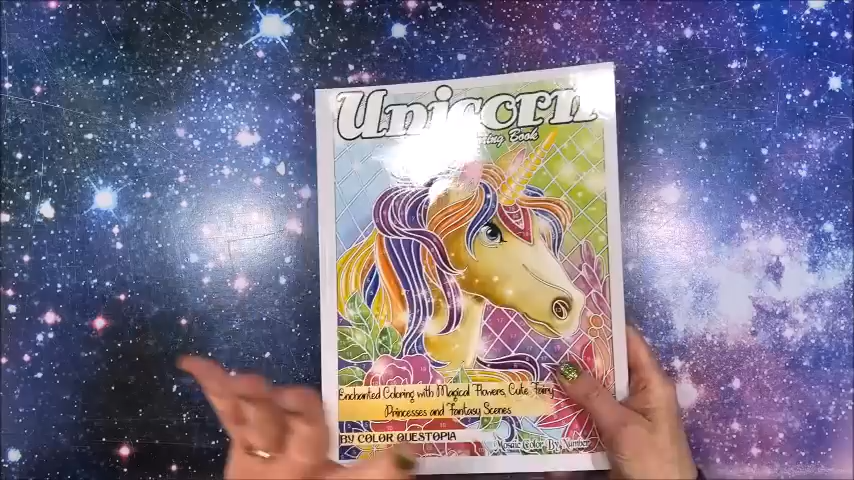 Unicorn
Book
Enchanted Coloring with Magical Flowers, Cute Fairy
Princesses and Fantasy Scenes
BY COLOR QUESTOPIA
Mosaic Color By Number